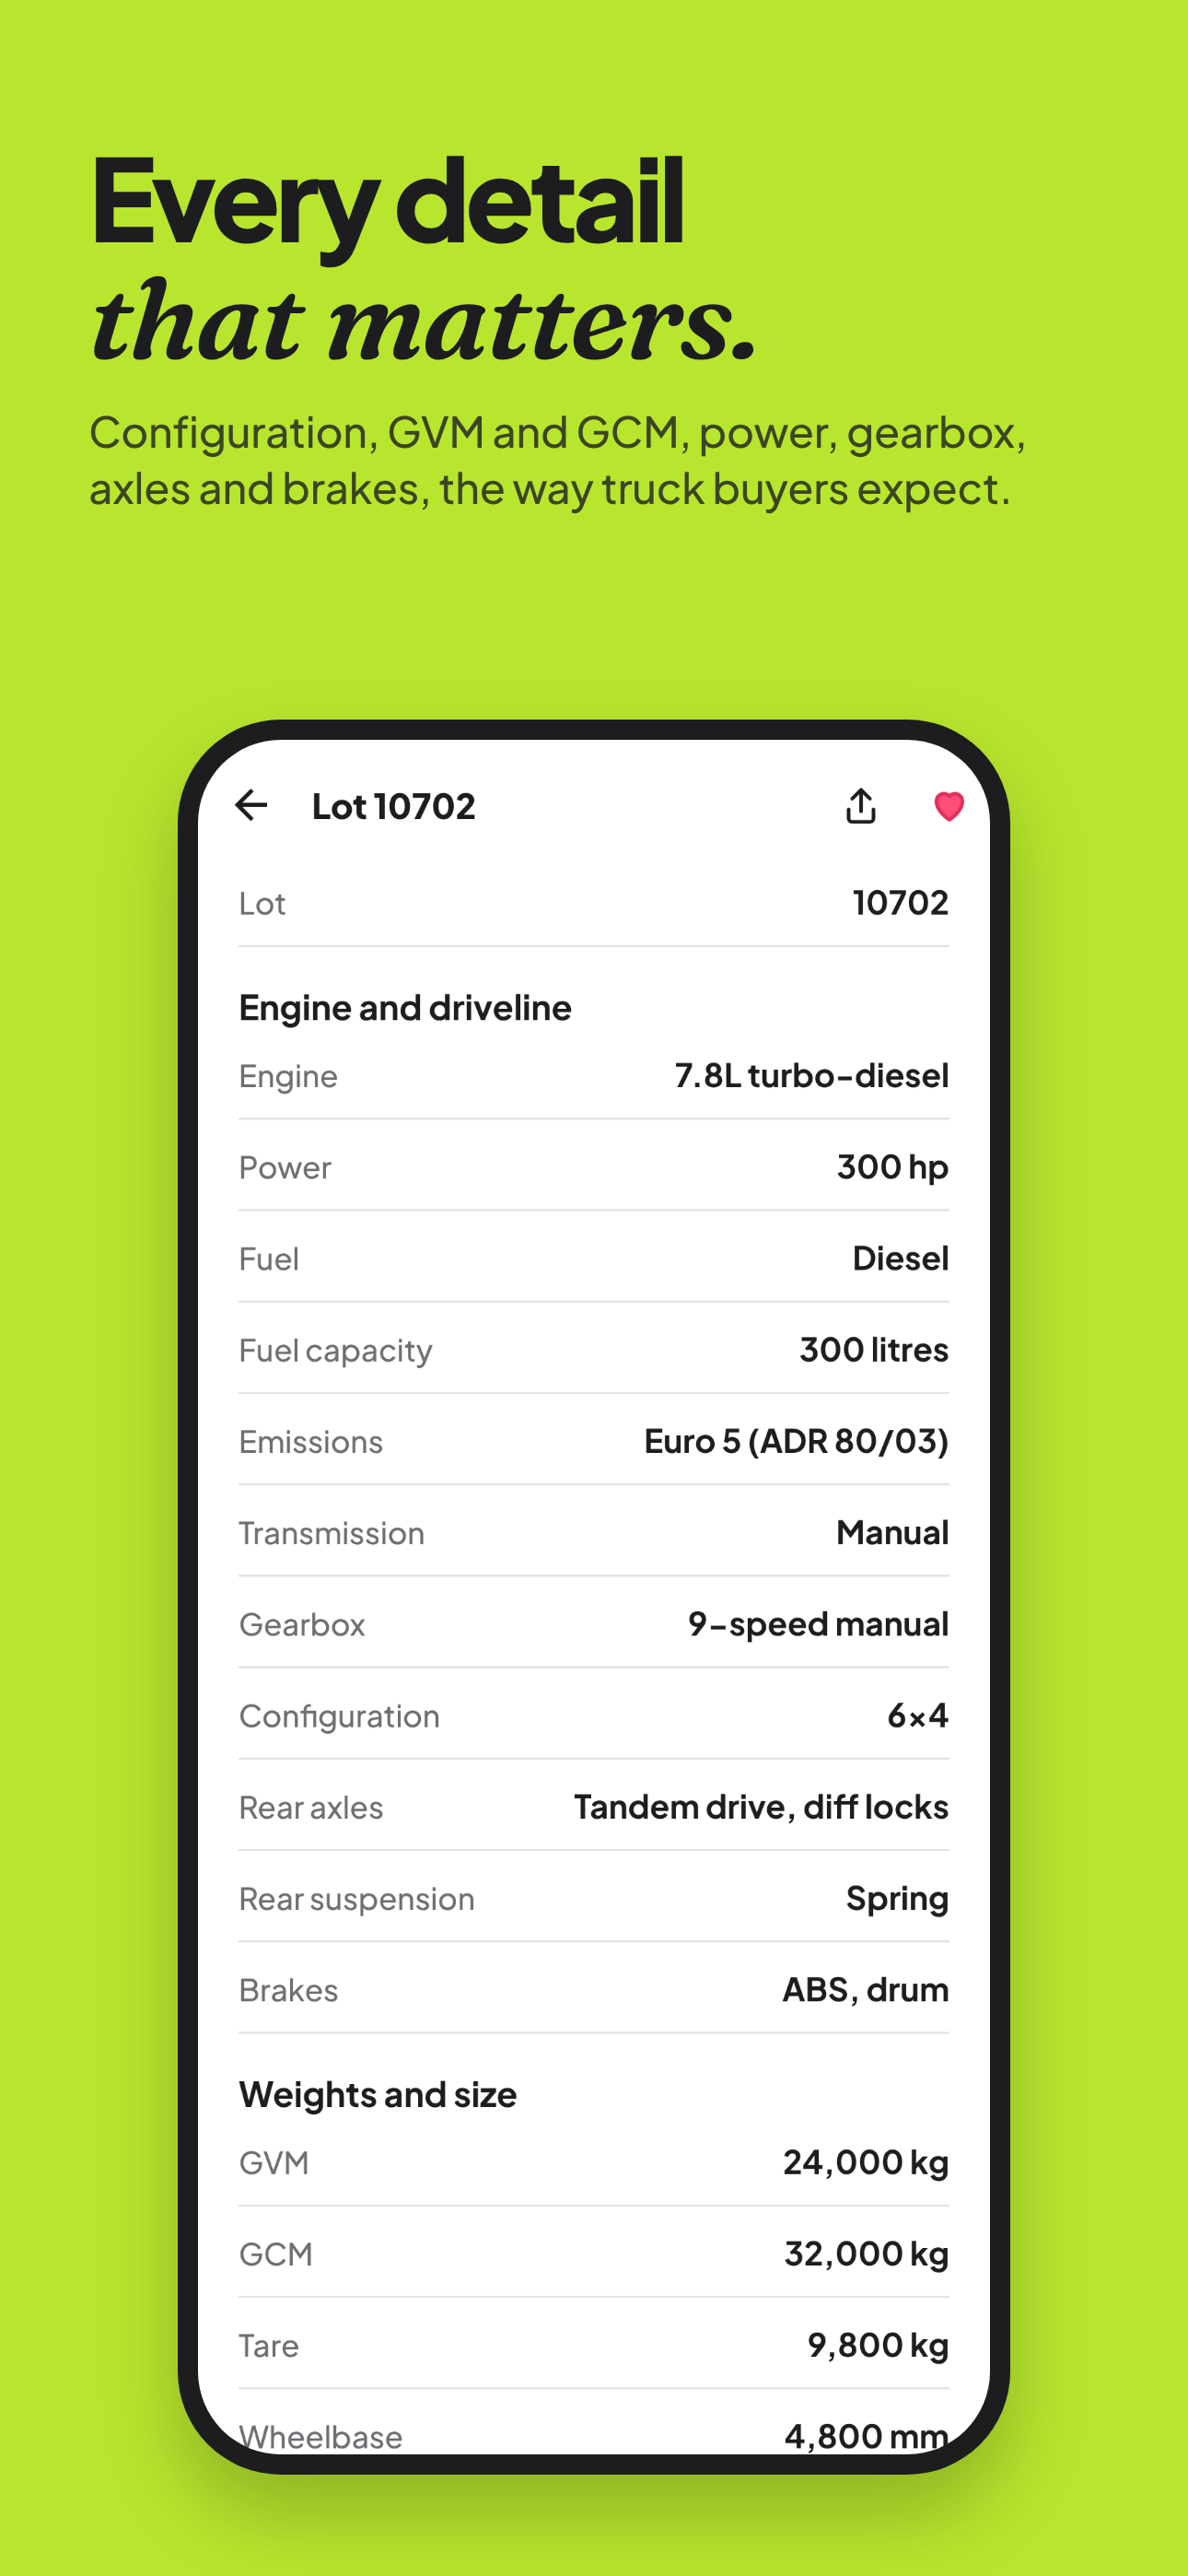 Every detail
that matters.
Configuration, GVM and GCM, power, gearbox,
axles and brakes, the way truck buyers expect.
Lot 10702
Lot 10702
Engine and driveline
Engine 7.8L turbo-diesel
Power 300 hp
Fuel Diesel
Fuel capacity 300 litres
Emissions Euro 5 (ADR 80/03)
Transmission Manual
Gearbox 9-speed manual
Configuration 6×4
Rear axles Tandem drive, diff locks
Rear suspension Spring
Brakes ABS, drum
Weights and size
GVM 24,000 kg
GCM 32,000 kg
Tare 9,800 kg
Wheelbase 4,800 mm